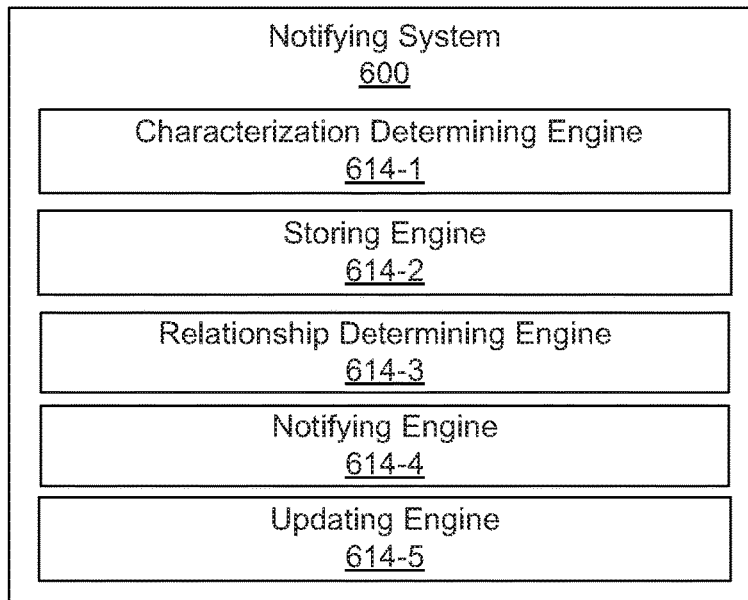 Notifying System
600
Characterization Determining Engine
614-1
Storing Engine
614-2
Relationship Determining Engine
614-3
Notifying Engine
614-4
Updating Engine
614-5